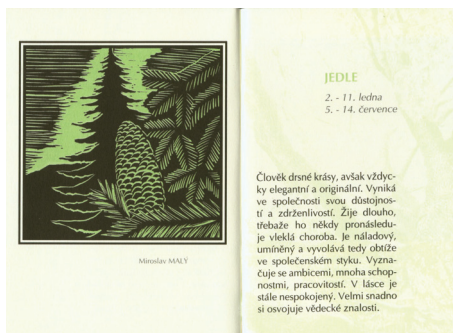 Miroslav MALÝ
JEDLE
2. - 11. ledna
5. - 14. července
Člověk drsné krásy, avšak vždyc-
ky elegantní a originální. Vyniká
ve společnosti svou důstojnos-
tí a zdrženlivostí. Žije dlouho,
třebaže ho někdy pronásledu-
je vleklá choroba. Je náladový,
umíněný a vyvolává tedy obtíže
ve společenském styku. Vyzna-
čuje se ambicemi, mnoha schop-
nostmi, pracovitostí. V lásce je
stále nespokojený. Velmi snadno
si osvojuje vědecké znalosti.